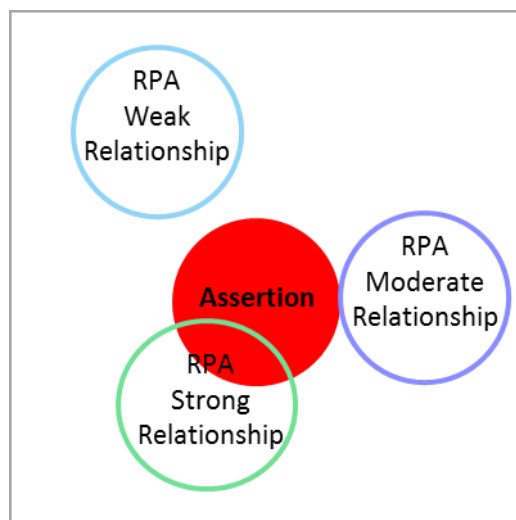 RPA
Weak
Relationship
RPA
Moderate
Relationship
Assertion
RPA
Strong
Relationship